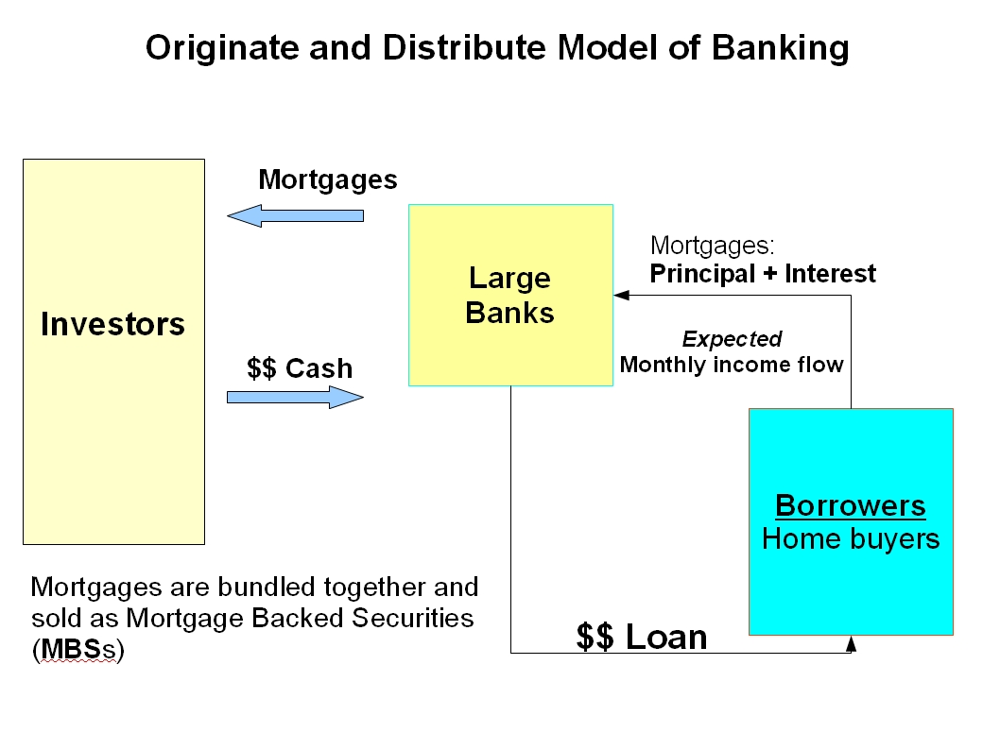 Originate and Distribute Model of Banking
Mortgages
Investors
$$ Cash
Large
Banks
Mortgages:
Principal + Interest
Expected
Monthly income flow
Borrowers
Home buyers
$$ Loan
Mortgages are bundled together and
sold as Mortgage Backed Securities
(MBSs)